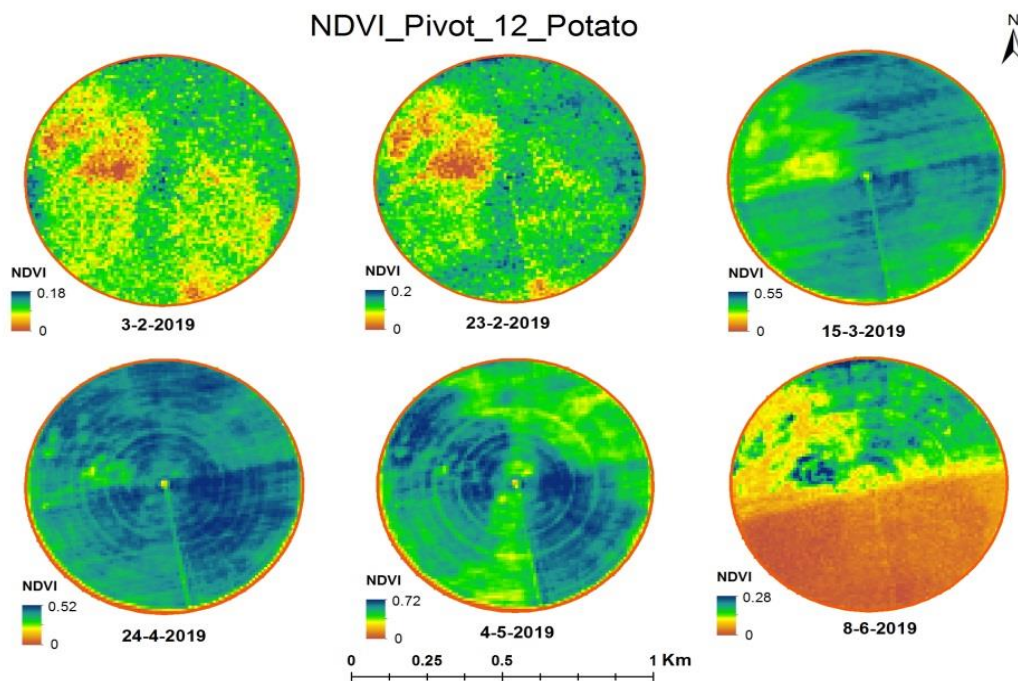 NDVI_Pivot_12_Potato
N
NDVI
0.18
0
3-2-2019
NDVI
0.2
0
23-2-2019
NDVI
0.55
0
15-3-2019
NDVI
0.52
0
24-4-2019
NDVI
0.72
0
4-5-2019
NDVI
0.28
0
8-6-2019
0 0.25 0.5 1 Km